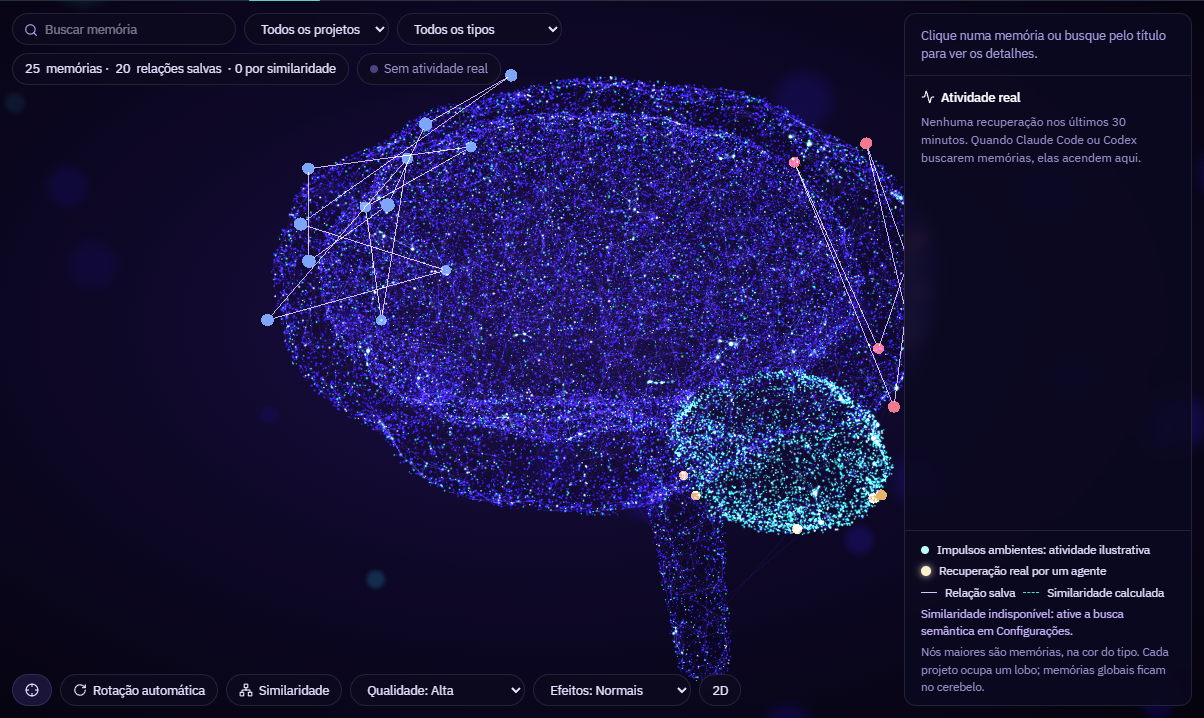 Buscar memória
Todos os projetos
Todos os tipos
25 memórias · 20 relações salvas · 0 por similaridade
Sem atividade real
Clique numa memória ou busque pelo título
para ver os detalhes.
Atividade real
Nenhuma recuperação nos últimos 30
minutos. Quando Claude Code ou Codex
buscarem memórias, elas acendem aqui.
Impulsos ambientes: atividade ilustrativa
Recuperação real por um agente
Relação salva
Similaridade calculada
Similaridade indisponível: ative a busca
semântica em Configurações.
Nós maiores são memórias, na cor do tipo. Cada
projeto ocupa um lobo; memórias globais ficam
no cerebelo.
Rotação automática
Similaridade
Qualidade: Alta
Efeitos: Normais
2D